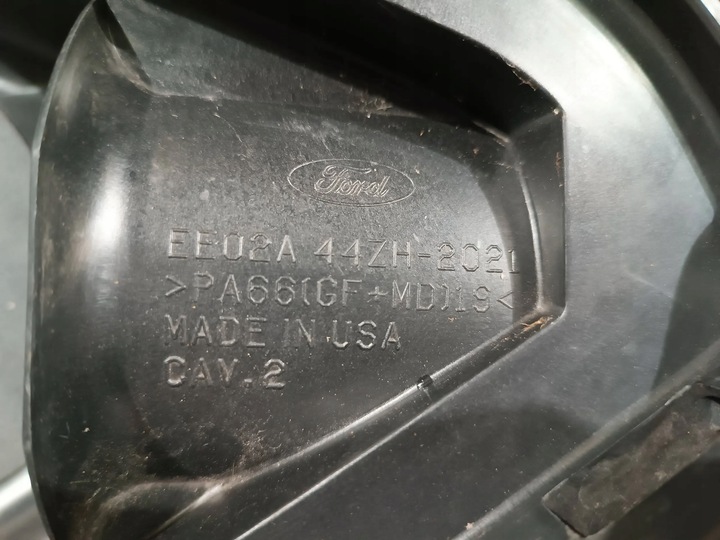 Ford
EE02A 44ZH-2021
>PA66(GF+MD)19<
MADE IN USA
CAV.2